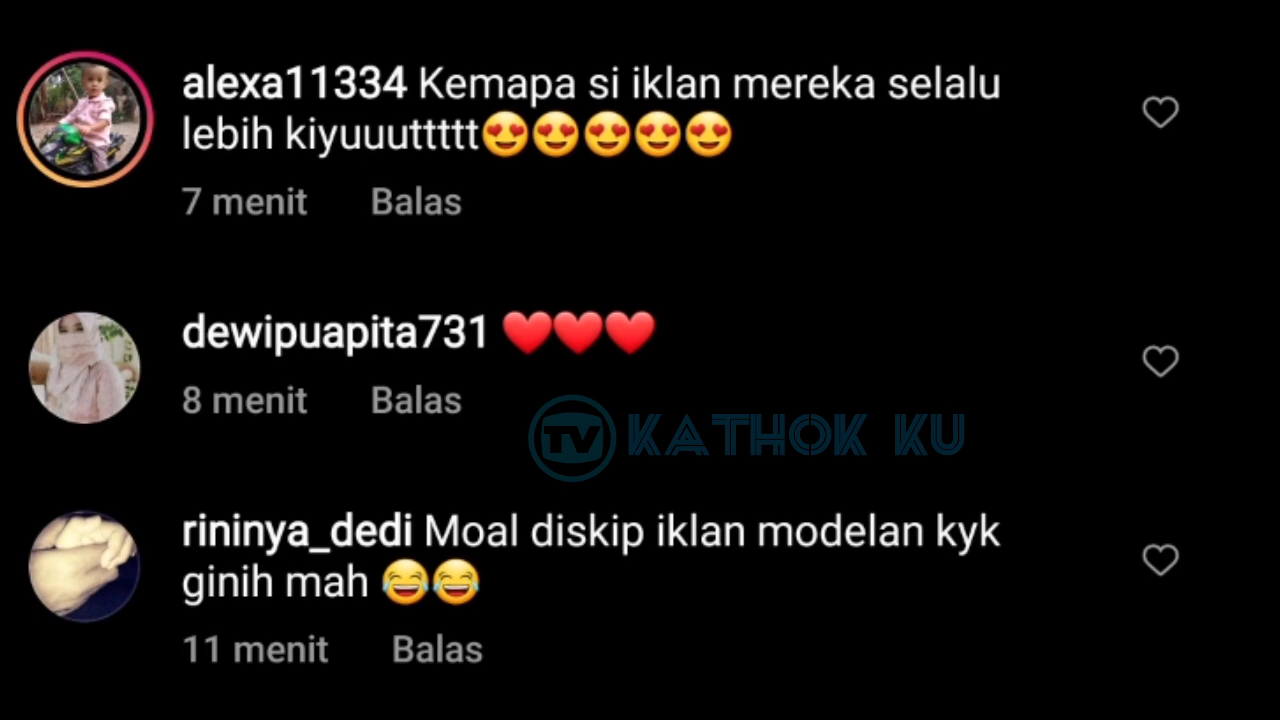 alexa11334 Kemapa si iklan mereka selalu
lebih kiyuuuttttt😍😍😍😍😍
7 menit Balas
dewipuapita731 ❤️❤️❤️
8 menit Balas
TV KATHOK KU
rininya_dedi Moal diskip iklan modelan kyk
ginih mah 😂😂
11 menit Balas